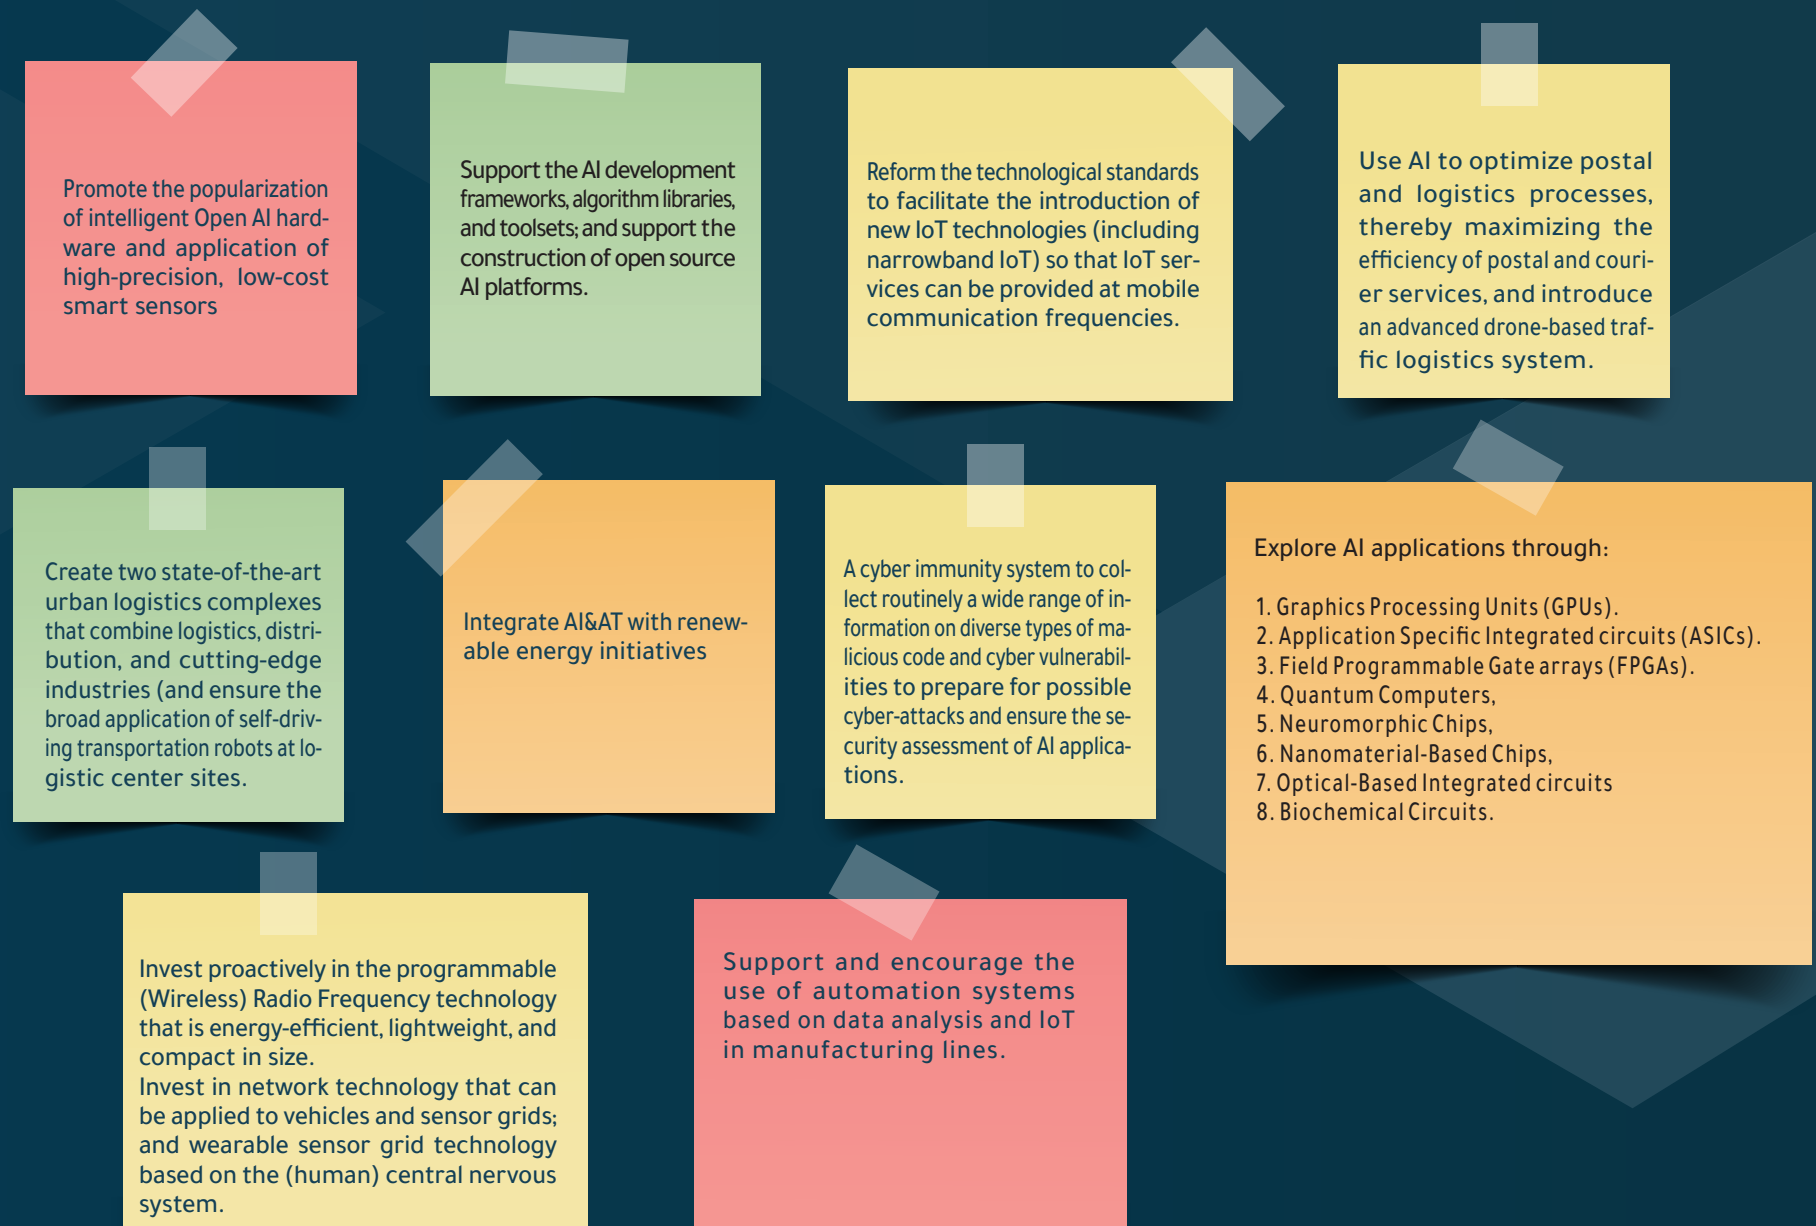 Promote the popularization
of intelligent Open AI hard-
ware and application of
high-precision, low-cost
smart sensors
Support the AI development
frameworks, algorithm libraries,
and toolsets; and support the
construction of open source
AI platforms.
Reform the technological standards
to facilitate the introduction of
new IoT technologies (including
narrowband IoT) so that IoT ser-
vices can be provided at mobile
communication frequencies.
Use AI to optimize postal
and logistics processes,
thereby maximizing the
efficiency of postal and couri-
er services, and introduce
an advanced drone-based traf-
fic logistics system.
Create two state-of-the-art
urban logistics complexes
that combine logistics, distri-
bution, and cutting-edge
industries (and ensure the
broad application of self-driv-
ing transportation robots at lo-
gistic center sites.
Integrate AI&AT with renew-
able energy initiatives
A cyber immunity system to col-
lect routinely a wide range of in-
formation on diverse types of ma-
licious code and cyber vulnerabil-
ities to prepare for possible
cyber-attacks and ensure the se-
curity assessment of AI applica-
tions.
Explore AI applications through:
1. Graphics Processing Units (GPUs).
2. Application Specific Integrated circuits (ASICs).
3. Field Programmable Gate arrays (FPGAs).
4. Quantum Computers,
5. Neuromorphic Chips,
6. Nanomaterial-Based Chips,
7. Optical-Based Integrated circuits
8. Biochemical Circuits.
Invest proactively in the programmable
(Wireless) Radio Frequency technology
that is energy-efficient, lightweight, and
compact in size.
Invest in network technology that can
be applied to vehicles and sensor grids;
and wearable sensor grid technology
based on the (human) central nervous
system.
Support and encourage the
use of automation systems
based on data analysis and IoT
in manufacturing lines.